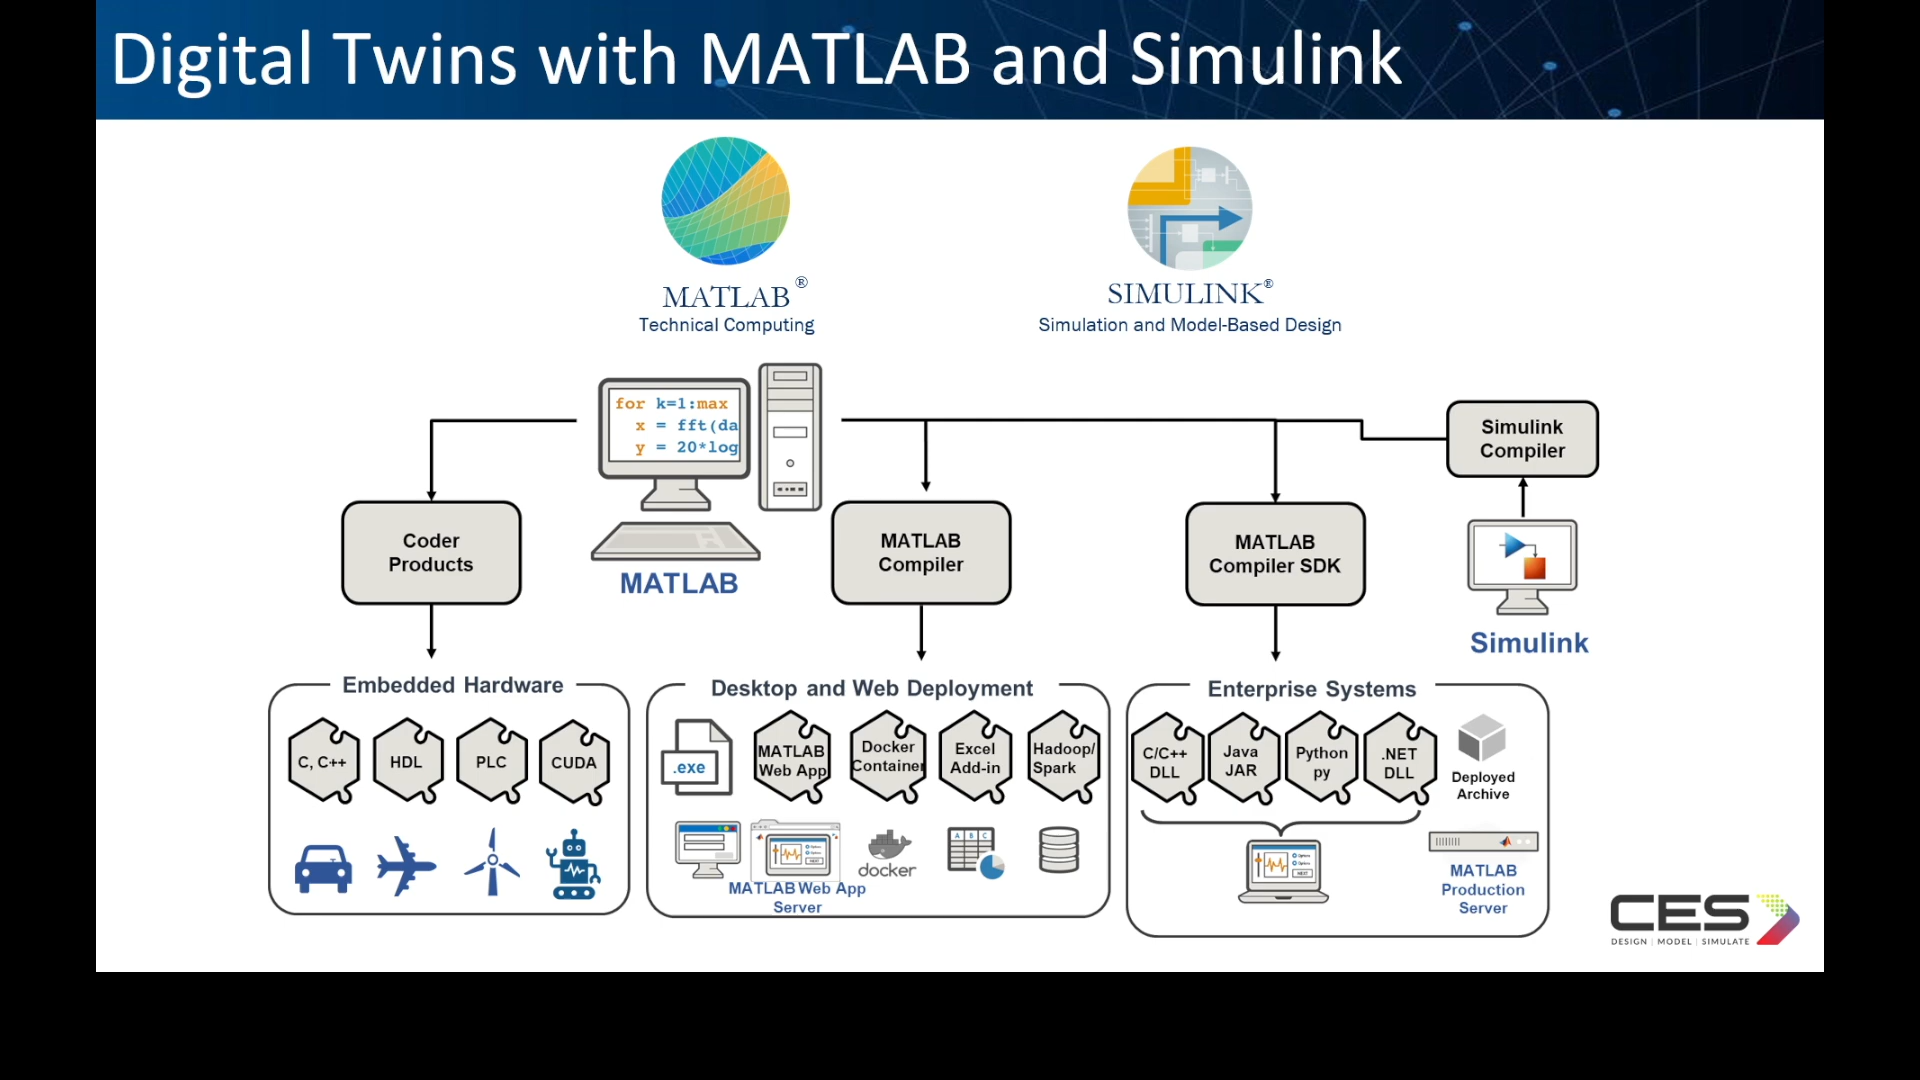 Digital Twins with MATLAB and Simulink
MATLAB®
Technical Computing
SIMULINK®
Simulation and Model-Based Design
for k=1:max
x = fft(da
y = 20*log
MATLAB
Simulink
Compiler
Simulink
Coder
Products
MATLAB
Compiler
MATLAB
Compiler SDK
Embedded Hardware
C, C++
HDL
PLC
CUDA
Desktop and Web Deployment
.exe
MATLAB
Web App
Docker
Container
Excel
Add-in
Hadoop/
Spark
MATLAB Web App
Server
docker
A B C
Enterprise Systems
C/C++
DLL
Java
JAR
Python
py
.NET
DLL
Deployed
Archive
MATLAB
Production
Server
CES
DESIGN | MODEL | SIMULATE